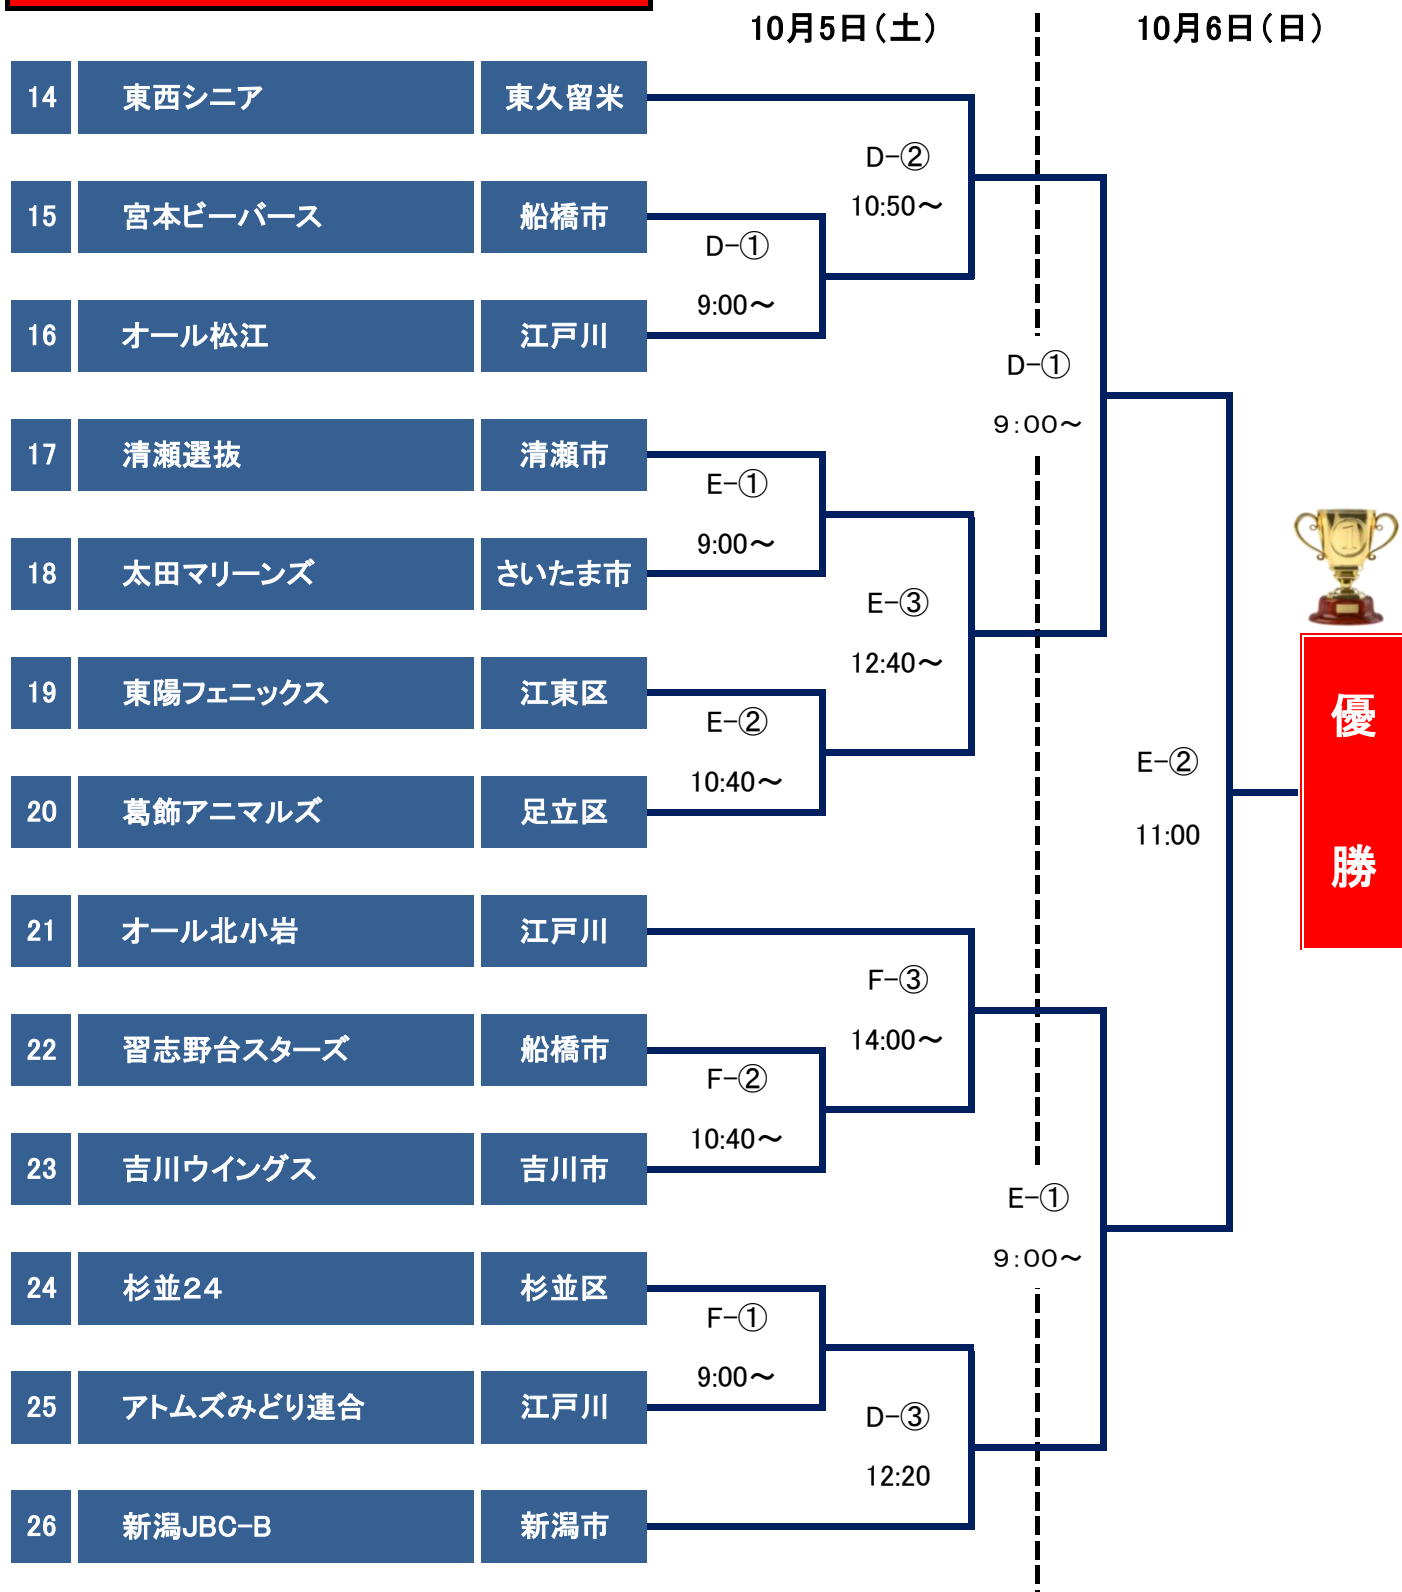 10月5日（土）
10月6日（日）
14 東西シニア 東久留米
D-②
10:50～
15 宮本ビーバース 船橋市
D-①
9:00～
16 オール松江 江戸川
D-①
9:00～
17 清瀬選抜 清瀬市
E-①
9:00～
18 太田マリーンズ さいたま市
E-③
12:40～
19 東陽フェニックス 江東区
E-②
10:40～
20 葛飾アニマルズ 足立区
E-②
11:00
優
勝
21 オール北小岩 江戸川
F-③
14:00～
22 習志野台スターズ 船橋市
F-②
10:40～
23 吉川ウイングス 吉川市
E-①
9:00～
24 杉並24 杉並区
F-①
9:00～
25 アトムズみどり連合 江戸川
D-③
12:20
26 新潟JBC-B 新潟市